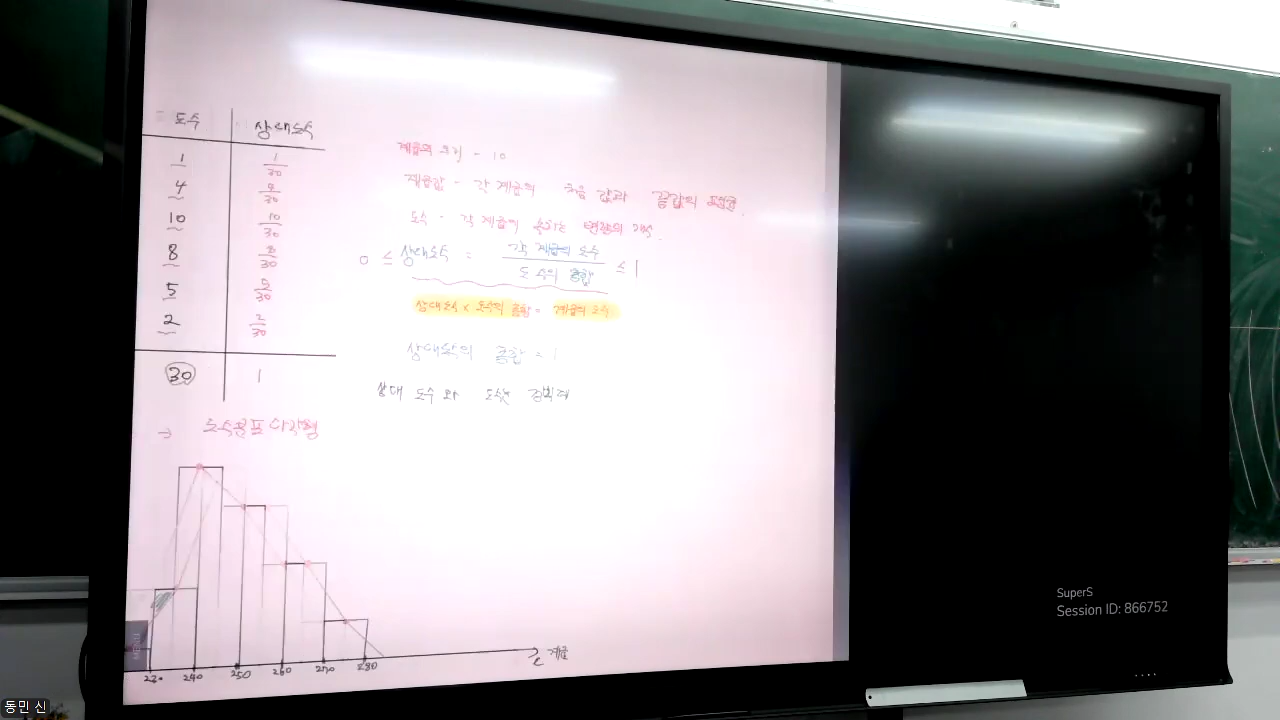 도수 상대도수
1 1/30
4 4/30
10 10/30
8 8/30
5 5/30
2 2/30
30 1
계급의 크기 - 10
계급값 - 각 계급의 처음 값과 끝값의 평균.
도수 - 각 계급에 속하는 변량의 개수.
0 ≤ 상대도수 = 각 계급의 도수 / 도수의 총합 ≤ 1
상대도수 x 도수의 총합 = 계급의 도수
상대도수의 총합 = 1
상대 도수와 도수는 정비례
→ 도수분포 다각형
230 240 250 260 270 280 계급
MENU
SuperS
Session ID: 866752
동민 신